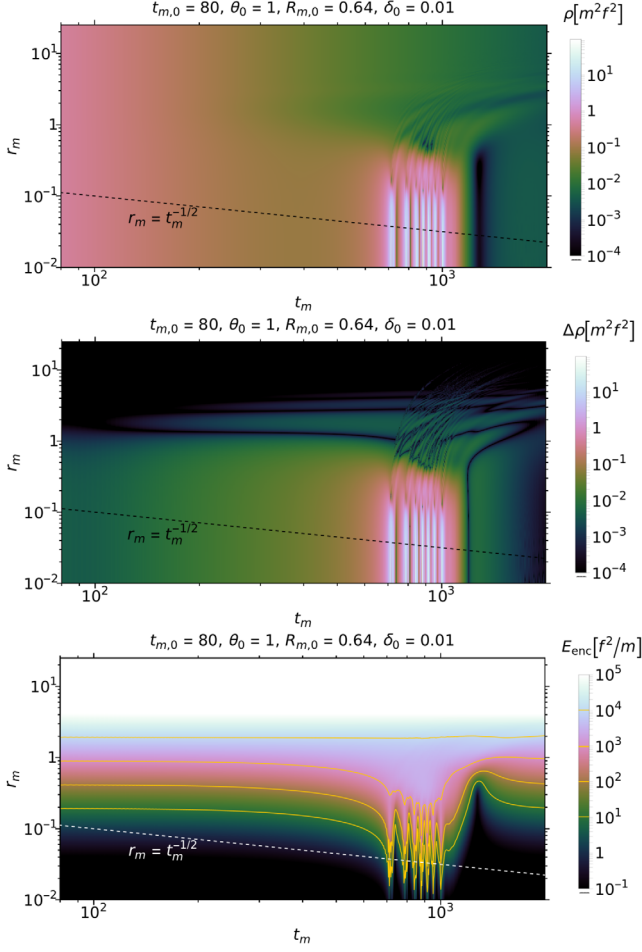 t_{m,0} = 80, θ_0 = 1, R_{m,0} = 0.64, δ_0 = 0.01
ρ[m^2f^2]
10^1
1
10^{-1}
10^{-2}
r_m
r_m = t_m^{-1/2}
10^2
10^3
t_m
10^1
1
10^{-1}
10^{-2}
10^{-3}
10^{-4}
t_{m,0} = 80, θ_0 = 1, R_{m,0} = 0.64, δ_0 = 0.01
Δρ[m^2f^2]
10^1
1
10^{-1}
10^{-2}
r_m
r_m = t_m^{-1/2}
10^2
10^3
t_m
10^1
1
10^{-1}
10^{-2}
10^{-3}
10^{-4}
t_{m,0} = 80, θ_0 = 1, R_{m,0} = 0.64, δ_0 = 0.01
E_{enc}[f^2/m]
10^1
1
10^{-1}
10^{-2}
r_m
r_m = t_m^{-1/2}
10^2
10^3
t_m
10^5
10^4
10^3
10^2
10^1
1
10^{-1}